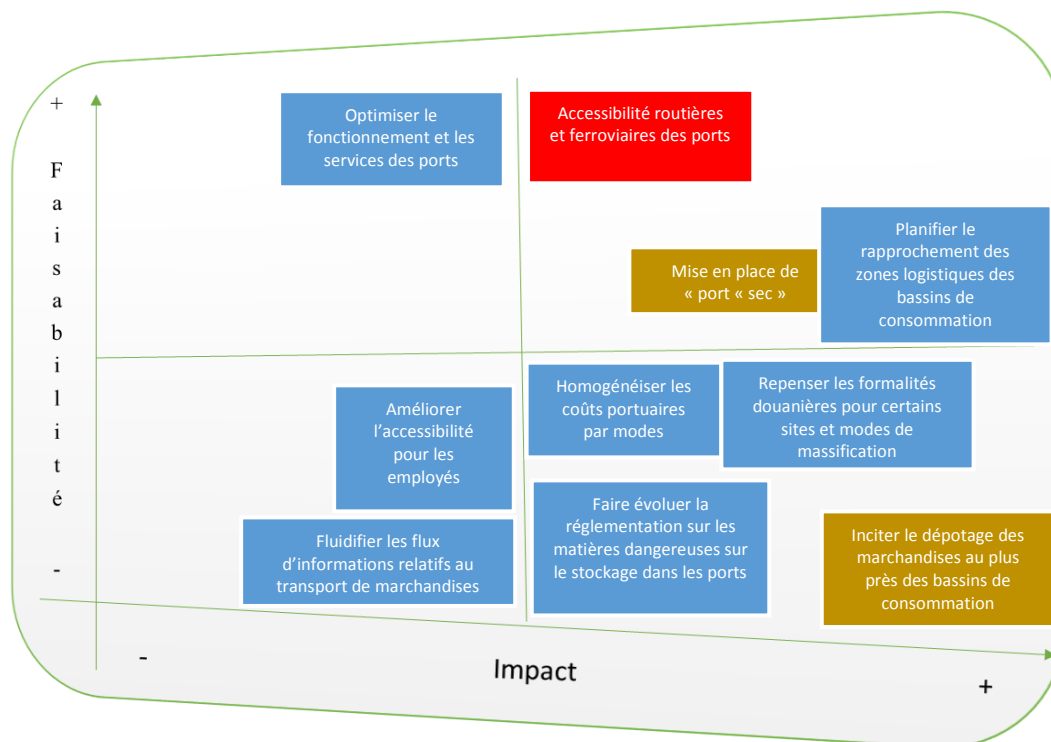 +
Faisabilité
-
Optimiser le
fonctionnement et les
services des ports
Accessibilité routières
et ferroviaires des ports
Mise en place de
« port « sec »
Planifier le
rapprochement des
zones logistiques des
bassins de
consommation
Améliorer
l’accessibilité
pour les
employés
Homogénéiser les
coûts portuaires
par modes
Repenser les formalités
douanières pour certains
sites et modes de
massification
Fluidifier les flux
d’informations relatifs au
transport de marchandises
Faire évoluer la
réglementation sur les
matières dangereuses sur
le stockage dans les ports
Inciter le dépotage des
marchandises au plus
près des bassins de
consommation
-
Impact
+